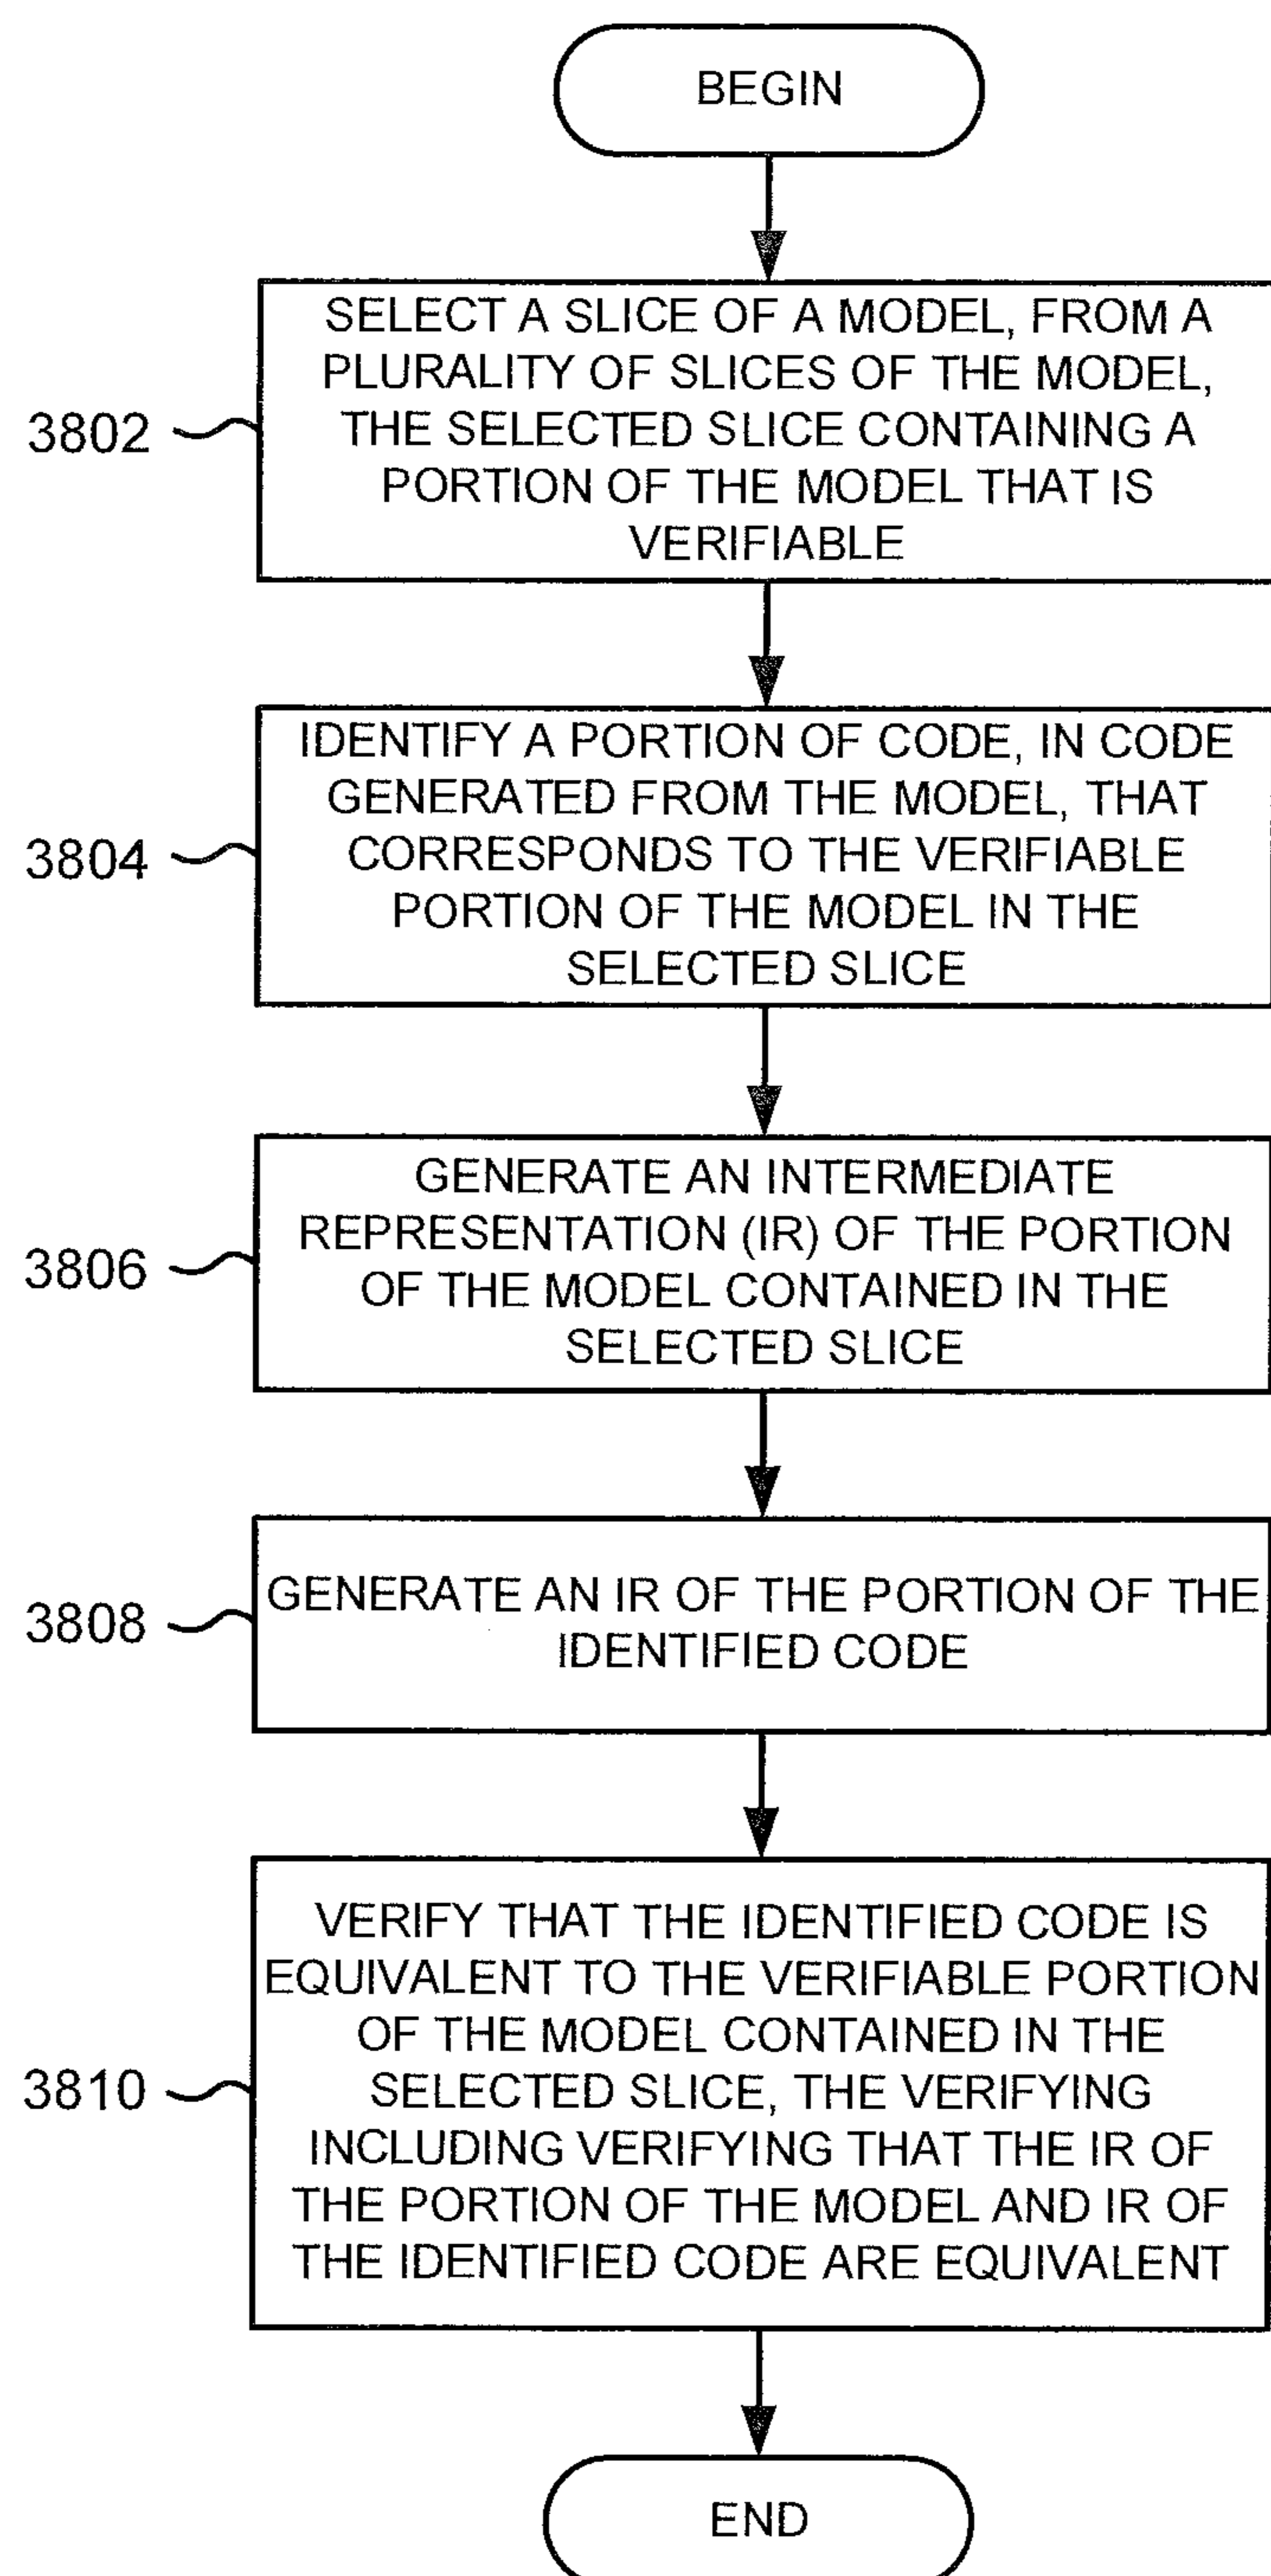 BEGIN
SELECT A SLICE OF A MODEL, FROM A
PLURALITY OF SLICES OF THE MODEL,
THE SELECTED SLICE CONTAINING A
PORTION OF THE MODEL THAT IS
VERIFIABLE
3802
IDENTIFY A PORTION OF CODE, IN CODE
GENERATED FROM THE MODEL, THAT
CORRESPONDS TO THE VERIFIABLE
PORTION OF THE MODEL IN THE
SELECTED SLICE
3804
GENERATE AN INTERMEDIATE
REPRESENTATION (IR) OF THE PORTION
OF THE MODEL CONTAINED IN THE
SELECTED SLICE
3806
GENERATE AN IR OF THE PORTION OF THE
IDENTIFIED CODE
3808
VERIFY THAT THE IDENTIFIED CODE IS
EQUIVALENT TO THE VERIFIABLE PORTION
OF THE MODEL CONTAINED IN THE
SELECTED SLICE, THE VERIFYING
INCLUDING VERIFYING THAT THE IR OF
THE PORTION OF THE MODEL AND IR OF
THE IDENTIFIED CODE ARE EQUIVALENT
3810
END